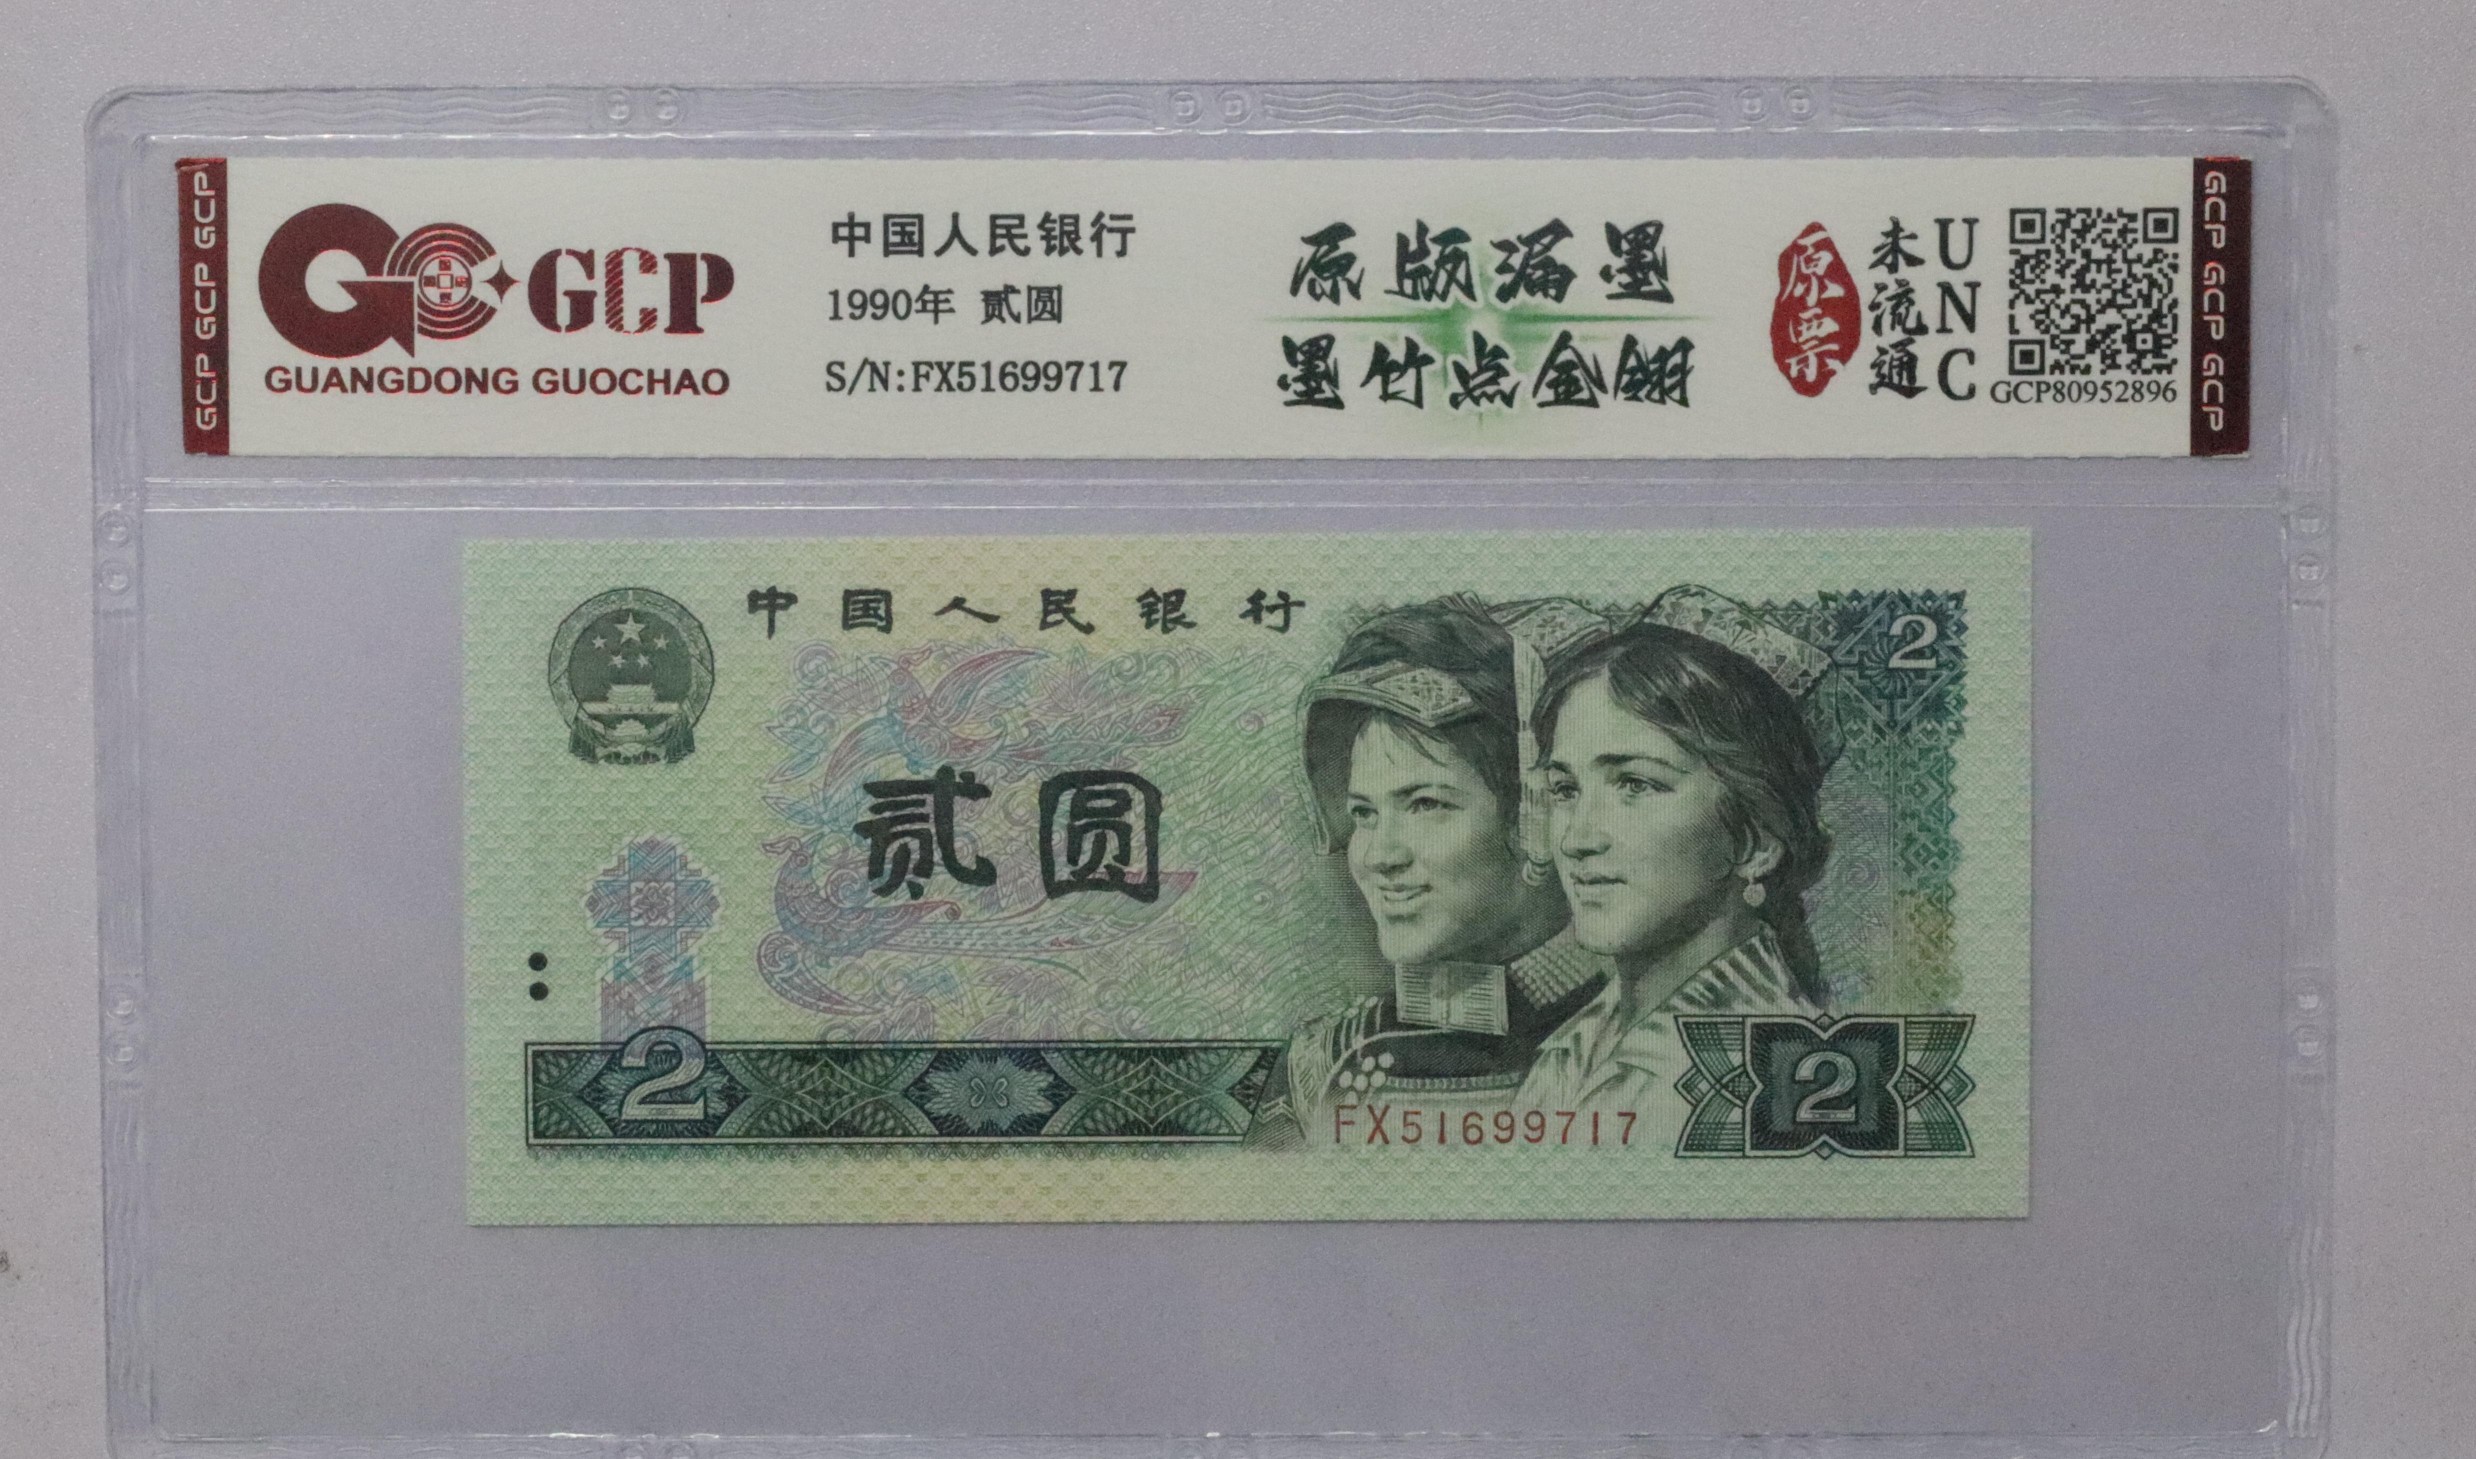 GCP GCP GCP
GCP
GUANGDONG GUOCHAO
中国人民银行
1990年 贰圆
S/N:FX51699717
原版漏墨
墨竹点金翎
原票
未流通
UNC
GCP80952896
GCP GCP GCP
中国人民银行
2
贰圆
2
FX51699717
2